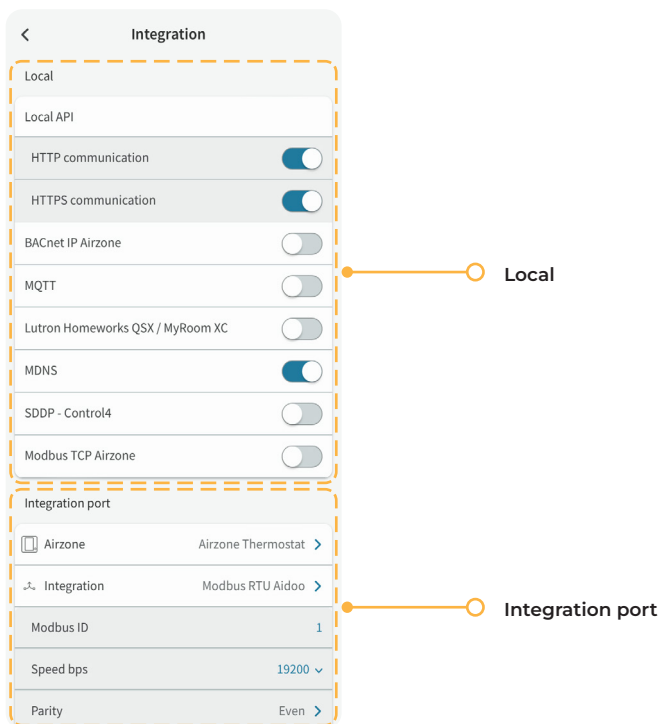 Integration
Local
Local API
HTTP communication
HTTPS communication
BACnet IP Airzone
MQTT
Lutron Homeworks QSX / MyRoom XC
MDNS
SDDP - Control4
Modbus TCP Airzone
Local
Integration port
Airzone Airzone Thermostat
Integration Modbus RTU Aidoo
Modbus ID 1
Speed bps 19200
Parity Even
Integration port